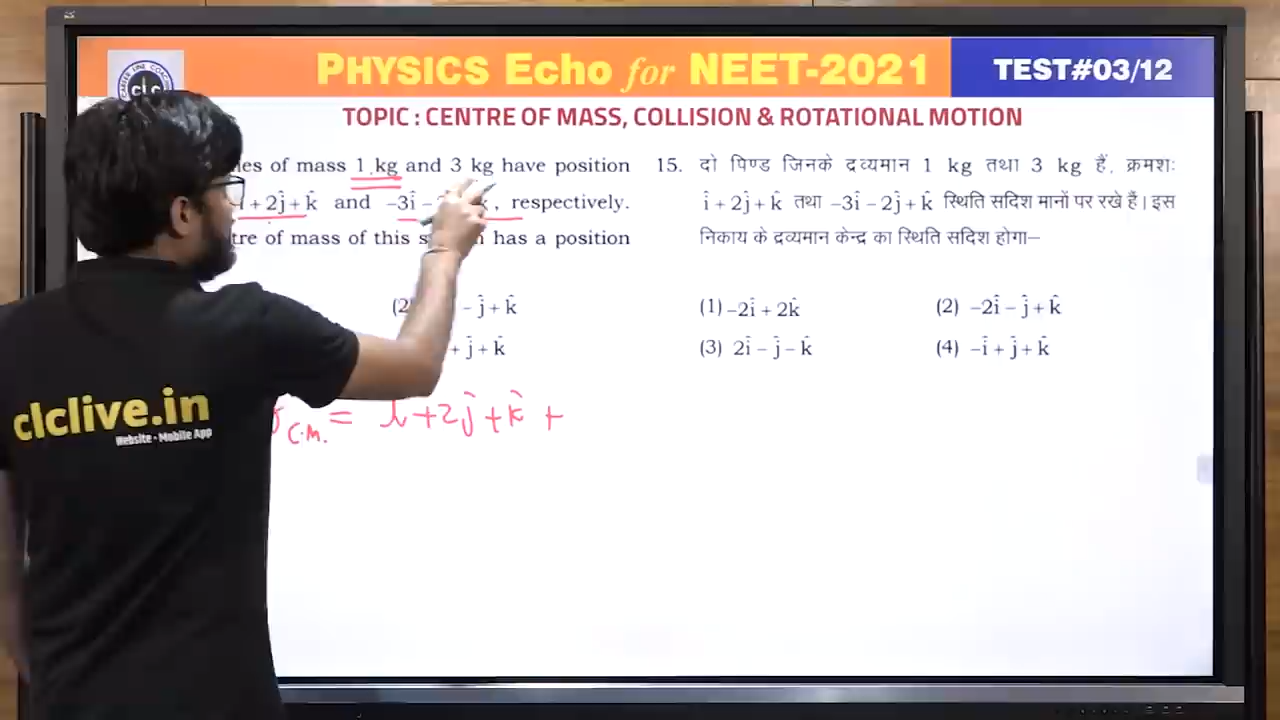 PHYSICS Echo for NEET-2021
TEST#03/12
clc
TOPIC : CENTRE OF MASS, COLLISION & ROTATIONAL MOTION
of mass 1 kg and 3 kg have position
+ 2ĵ + k̂ and −3î − , respectively.
of mass of this has a position
− ĵ + k̂
+ ĵ + k̂
C.M. = i + 2ĵ + k̂ +
15. दो पिण्ड जिनके द्रव्यमान 1 kg तथा 3 kg हैं, क्रमशः
î + 2ĵ + k̂ तथा −3î − 2ĵ + k̂ स्थिति सदिश मानों पर रखे हैं। इस
निकाय के द्रव्यमान केन्द्र का स्थिति सदिश होगा–
(1) −2î + 2k̂ (2) −2î − ĵ + k̂
(3) 2î − ĵ − k̂ (4) −î + ĵ + k̂
clclive.in
Website • Mobile App